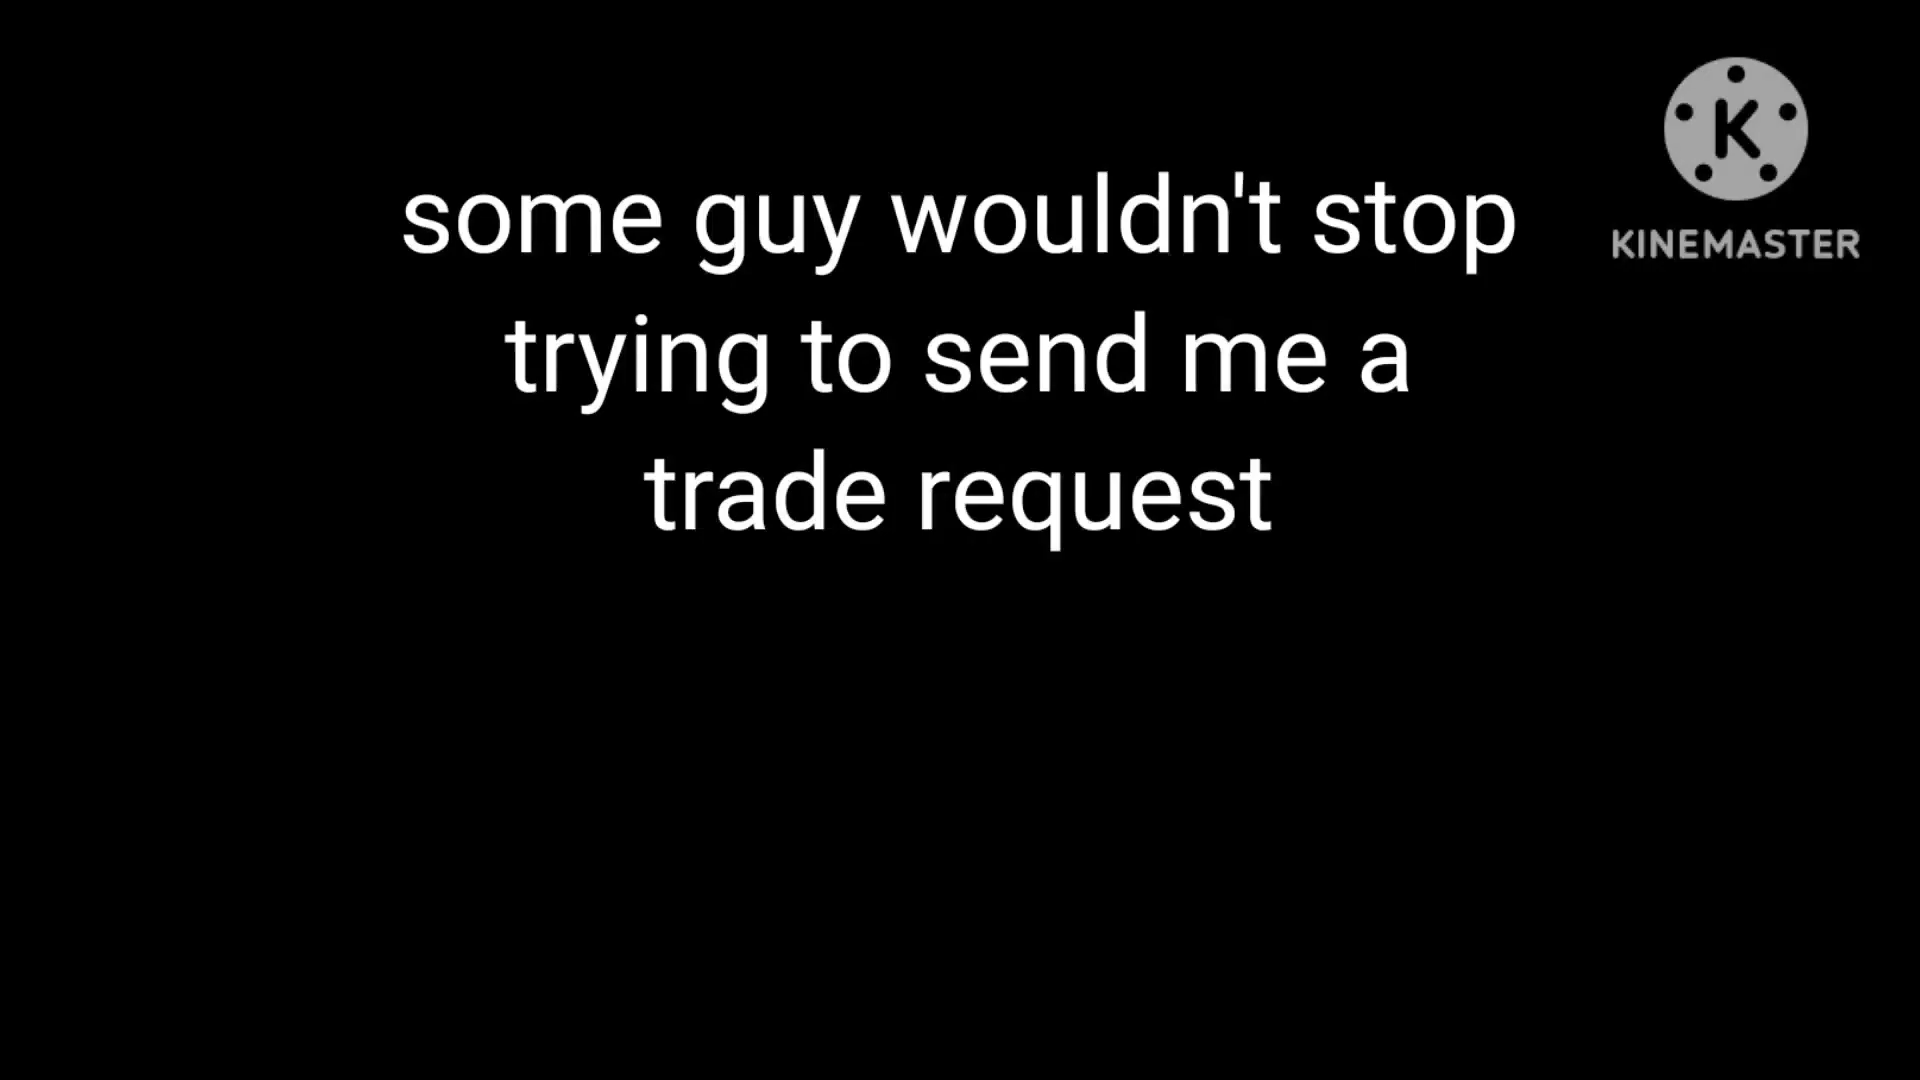 some guy wouldn't stop
trying to send me a
trade request
K
KINEMASTER